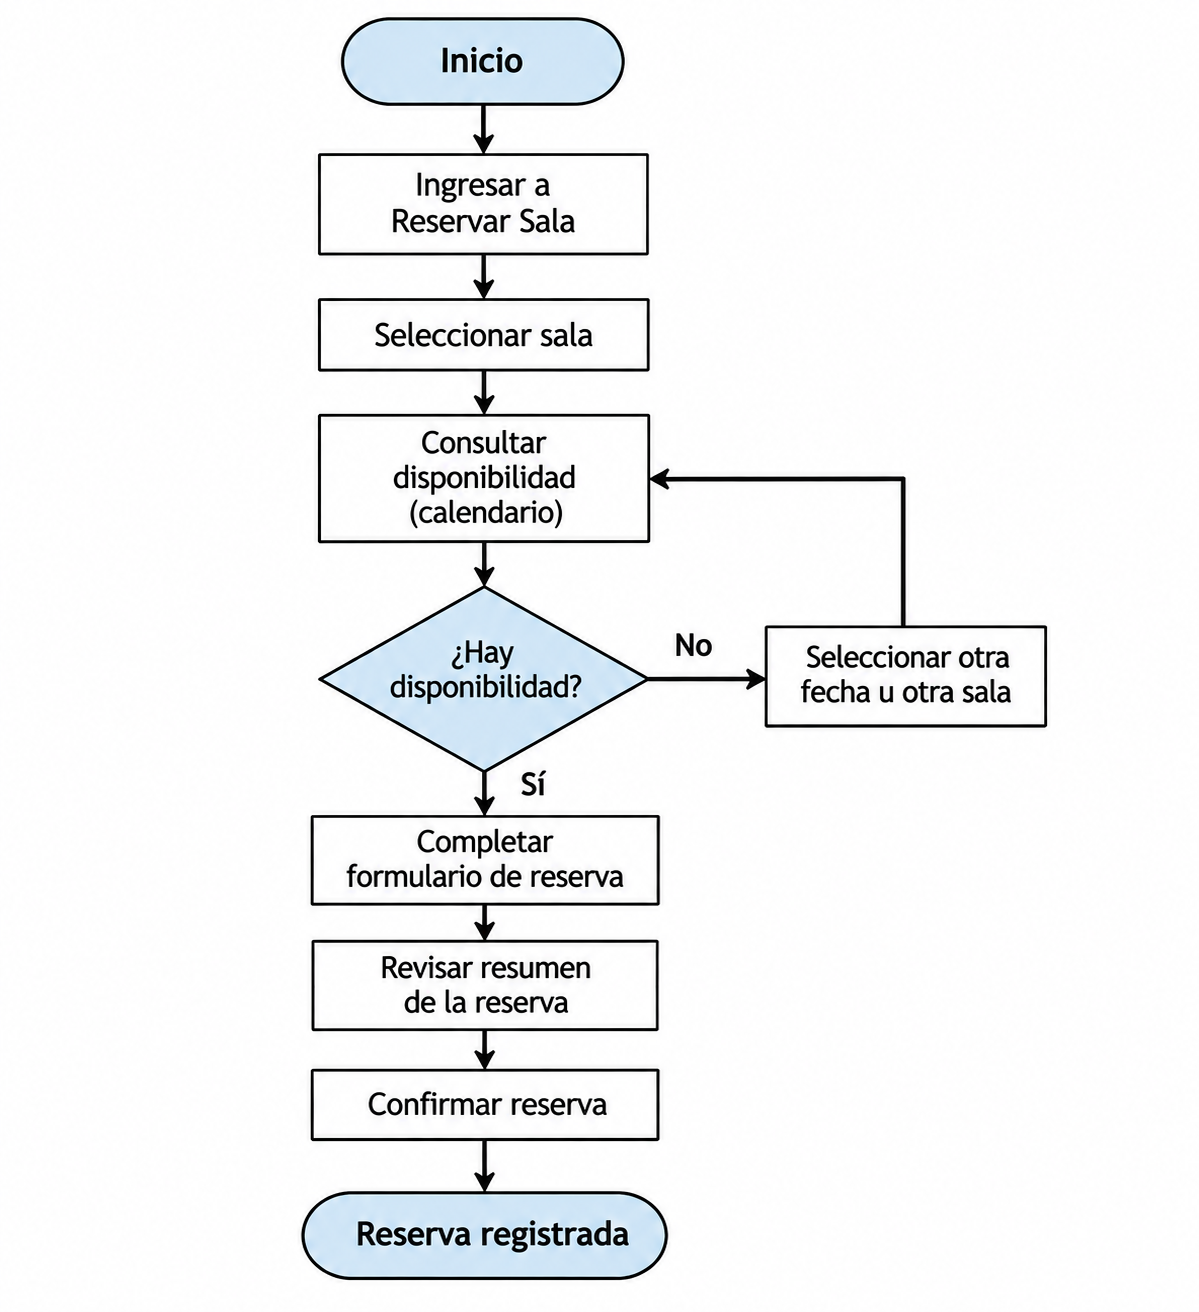 Inicio
Ingresar a
Reservar Sala
Seleccionar sala
Consultar
disponibilidad
(calendario)
¿Hay
disponibilidad?
No
Seleccionar otra
fecha u otra sala
Sí
Completar
formulario de reserva
Revisar resumen
de la reserva
Confirmar reserva
Reserva registrada